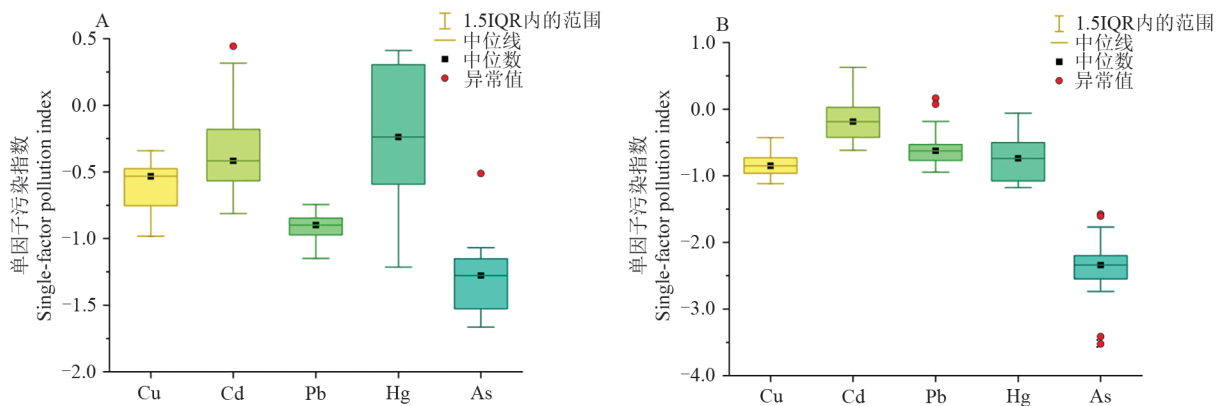 A
1.5IQR内的范围
中位线
中位数
异常值
0.5
0.0
−0.5
−1.0
−1.5
−2.0
单因子污染指数
Single-factor pollution index
Cu Cd Pb Hg As
B
1.5IQR内的范围
中位线
中位数
异常值
1.0
0.0
−1.0
−2.0
−3.0
−4.0
单因子污染指数
Single-factor pollution index
Cu Cd Pb Hg As